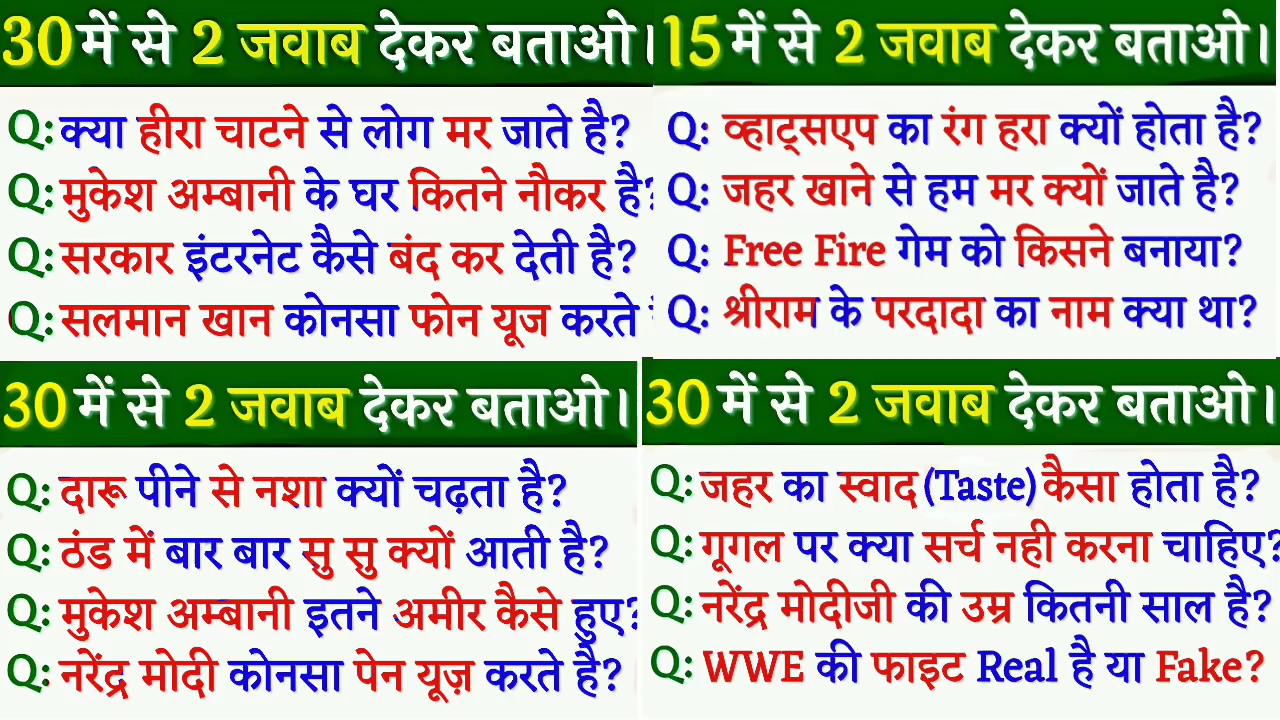 30 में से 2 जवाब देकर बताओ।
Q: क्या हीरा चाटने से लोग मर जाते है?
Q: मुकेश अम्बानी के घर कितने नौकर है?
Q: सरकार इंटरनेट कैसे बंद कर देती है?
Q: सलमान खान कोनसा फोन यूज करते
15 में से 2 जवाब देकर बताओ।
Q: व्हाट्सएप का रंग हरा क्यों होता है?
Q: जहर खाने से हम मर क्यों जाते है?
Q: Free Fire गेम को किसने बनाया?
Q: श्रीराम के परदादा का नाम क्या था?
30 में से 2 जवाब देकर बताओ।
Q: दारू पीने से नशा क्यों चढ़ता है?
Q: ठंड में बार बार सु सु क्यों आती है?
Q: मुकेश अम्बानी इतने अमीर कैसे हुए?
Q: नरेंद्र मोदी कोनसा पेन यूज़ करते है?
30 में से 2 जवाब देकर बताओ।
Q: जहर का स्वाद (Taste) कैसा होता है?
Q: गूगल पर क्या सर्च नही करना चाहिए?
Q: नरेंद्र मोदीजी की उम्र कितनी साल है?
Q: WWE की फाइट Real है या Fake?